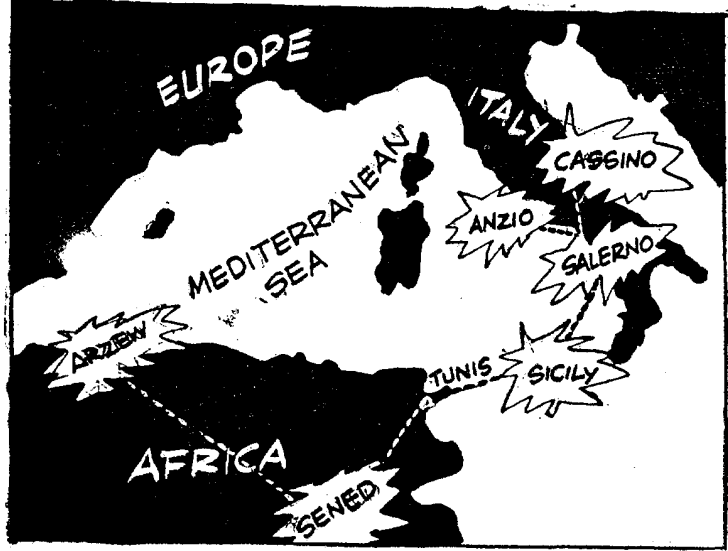 EUROPE
ITALY
CASSINO
ANZIO
MEDITERRANEAN
SEA
SALERNO
ARZEW
TUNIS
SICILY
AFRICA
SENED